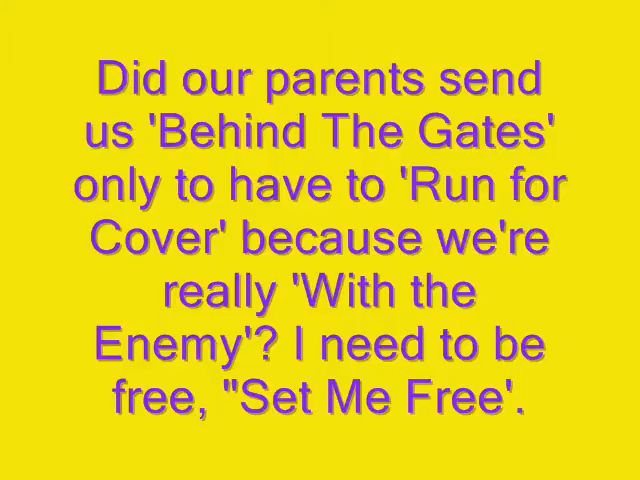 Did our parents send
us 'Behind The Gates'
only to have to 'Run for
Cover' because we're
really 'With the
Enemy'? I need to be
free, "Set Me Free'.